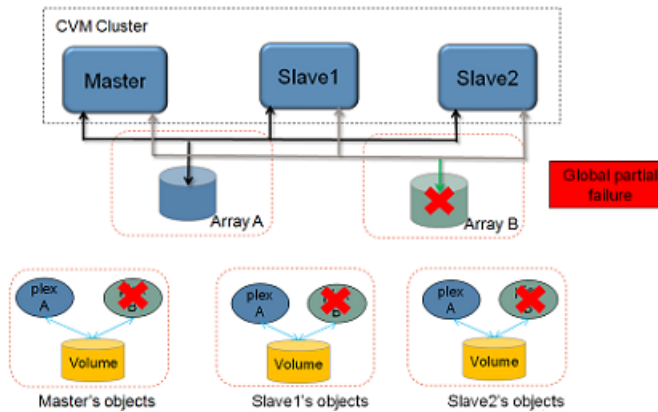 CVM Cluster
Master
Slave1
Slave2
Array A
Array B
Global partial
failure
plex
A
B
Volume
plex
A
B
Volume
plex
A
B
Volume
Master's objects
Slave1's objects
Slave2's objects